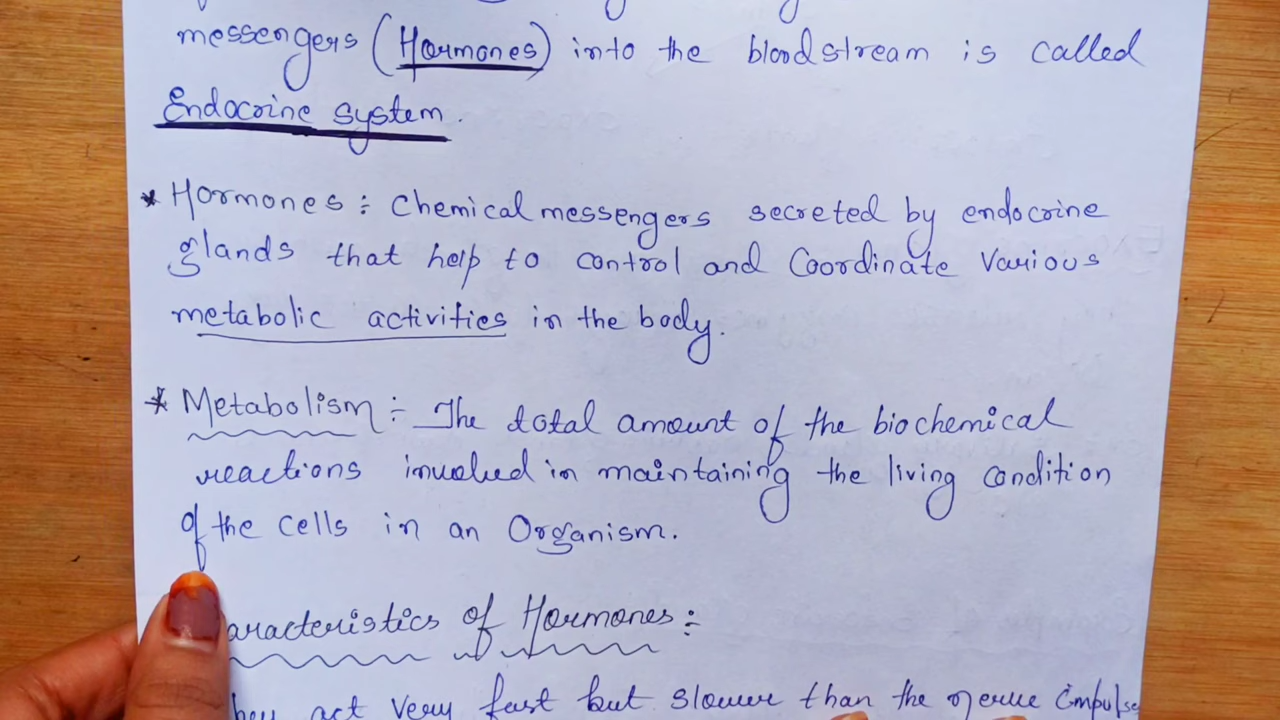 messengers (Hormones) into the bloodstream is called
Endocrine system.
* Hormones : Chemical messengers secreted by endocrine
glands that help to control and Coordinate Various
metabolic activities in the body.
* Metabolism :- The total amount of the biochemical
reactions involved in maintaining the living condition
of the cells in an Organism.
aracteristics of Hormones :-
act very fast but slower than the nerve impulse